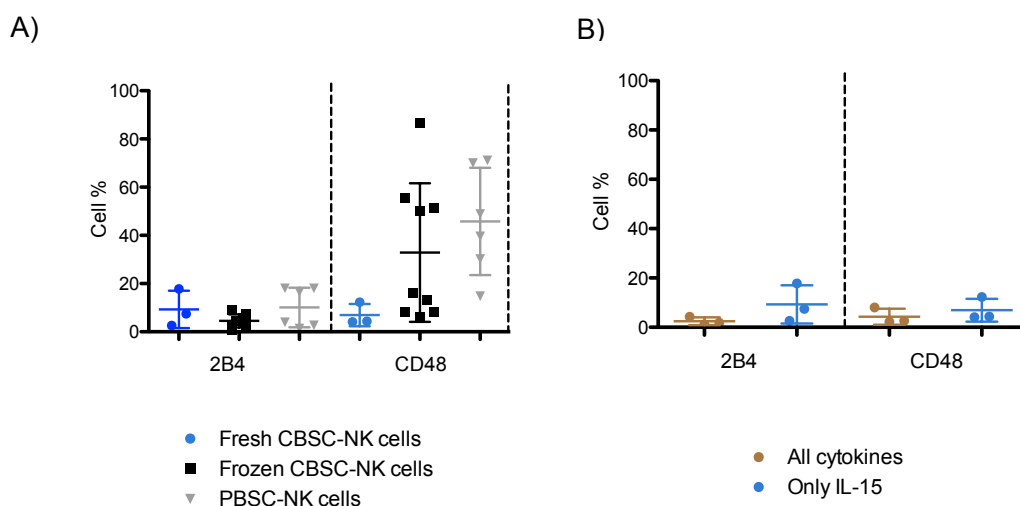 A)
B)
Cell %
100
80
60
40
20
0
2B4
CD48
Fresh CBSC-NK cells
Frozen CBSC-NK cells
PBSC-NK cells
Cell %
100
80
60
40
20
0
2B4
CD48
All cytokines
Only IL-15